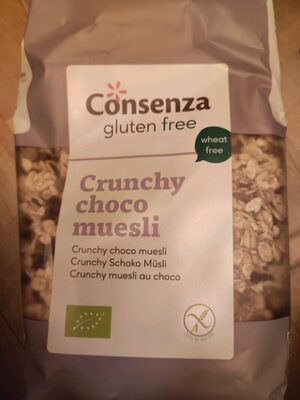 Consenza
gluten free
wheat
free
Crunchy
choco
muesli
Crunchy choco muesli
Crunchy Schoko Müsli
Crunchy muesli au choco